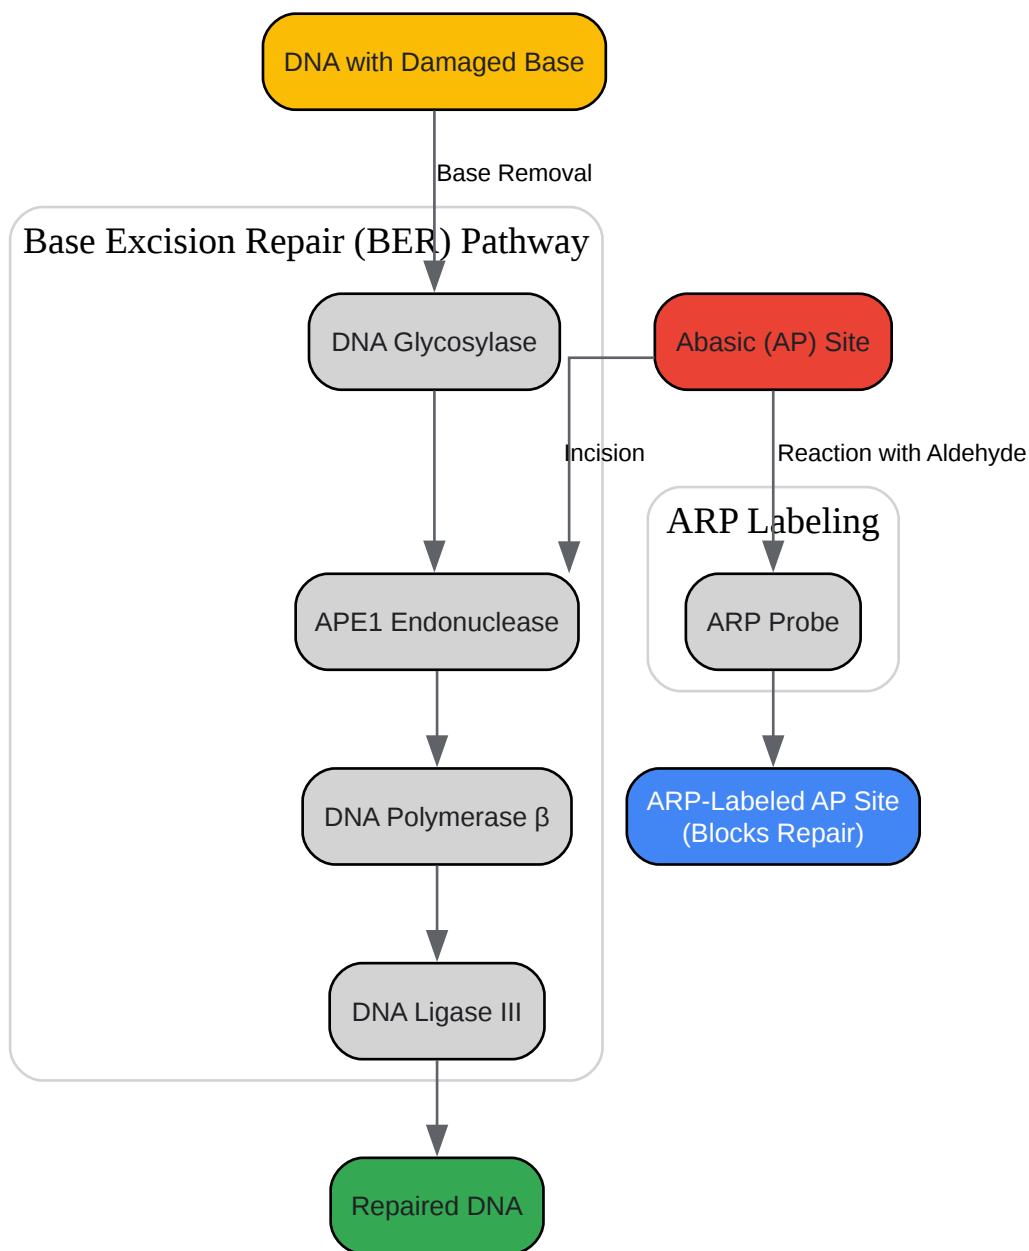 DNA with Damaged Base
Base Removal
Base Excision Repair (BER) Pathway
DNA Glycosylase
Abasic (AP) Site
Incision
Reaction with Aldehyde
ARP Labeling
APE1 Endonuclease
ARP Probe
DNA Polymerase β
ARP-Labeled AP Site
(Blocks Repair)
DNA Ligase III
Repaired DNA